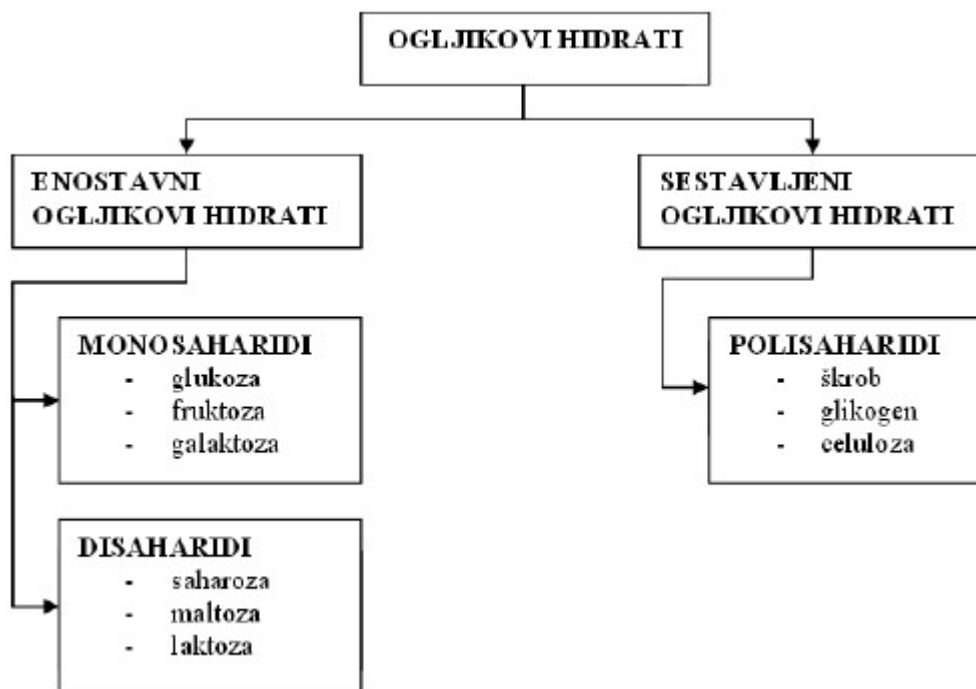 OGLJIKOVI HIDRATI
ENOSTAVNI
OGLJIKOVI HIDRATI
SESTAVLJENI
OGLJIKOVI HIDRATI
MONOSAHARIDI
- glukoza
- fruktoza
- galaktoza
POLISAHARIDI
- škrob
- glikogen
- celuloza
DISAHARIDI
- saharoza
- maltoza
- laktoza